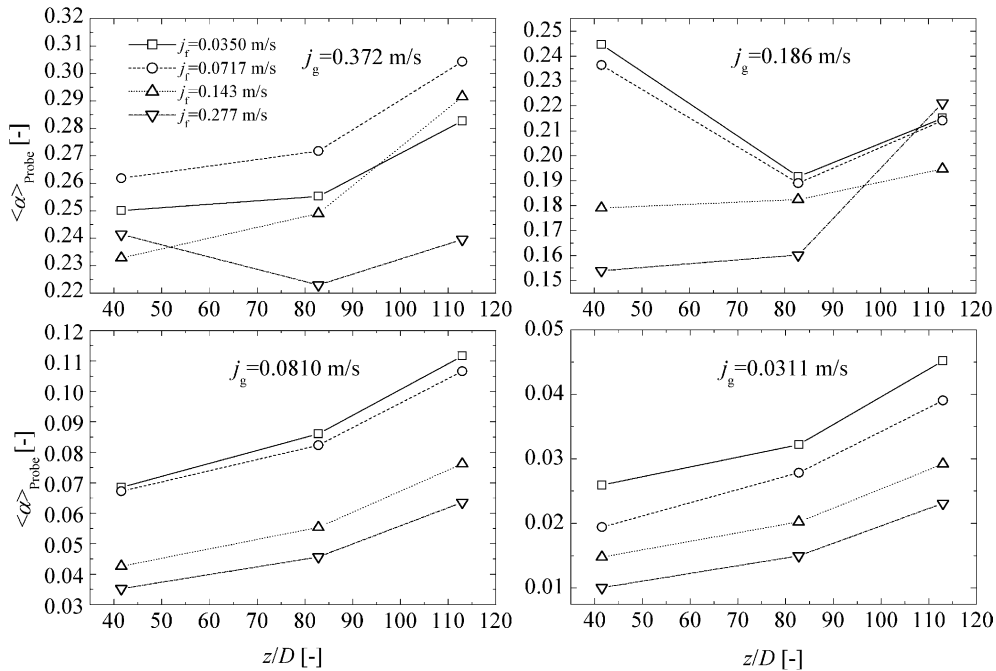 0.32
0.31
0.30
0.29
0.28
0.27
0.26
0.25
0.24
0.23
0.22
<α>Probe [-]
jf=0.0350 m/s
jf=0.0717 m/s
jf=0.143 m/s
jf=0.277 m/s
jg=0.372 m/s
40 50 60 70 80 90 100 110 120
0.25
0.24
0.23
0.22
0.21
0.20
0.19
0.18
0.17
0.16
0.15
jg=0.186 m/s
40 50 60 70 80 90 100 110 120
0.12
0.11
0.10
0.09
0.08
0.07
0.06
0.05
0.04
0.03
<α>Probe [-]
jg=0.0810 m/s
40 50 60 70 80 90 100 110 120
z/D [-]
0.05
0.04
0.03
0.02
0.01
jg=0.0311 m/s
40 50 60 70 80 90 100 110 120
z/D [-]